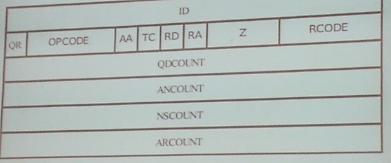 ID
QR OPCODE AA TC RD RA Z RCODE
QDCOUNT
ANCOUNT
NSCOUNT
ARCOUNT